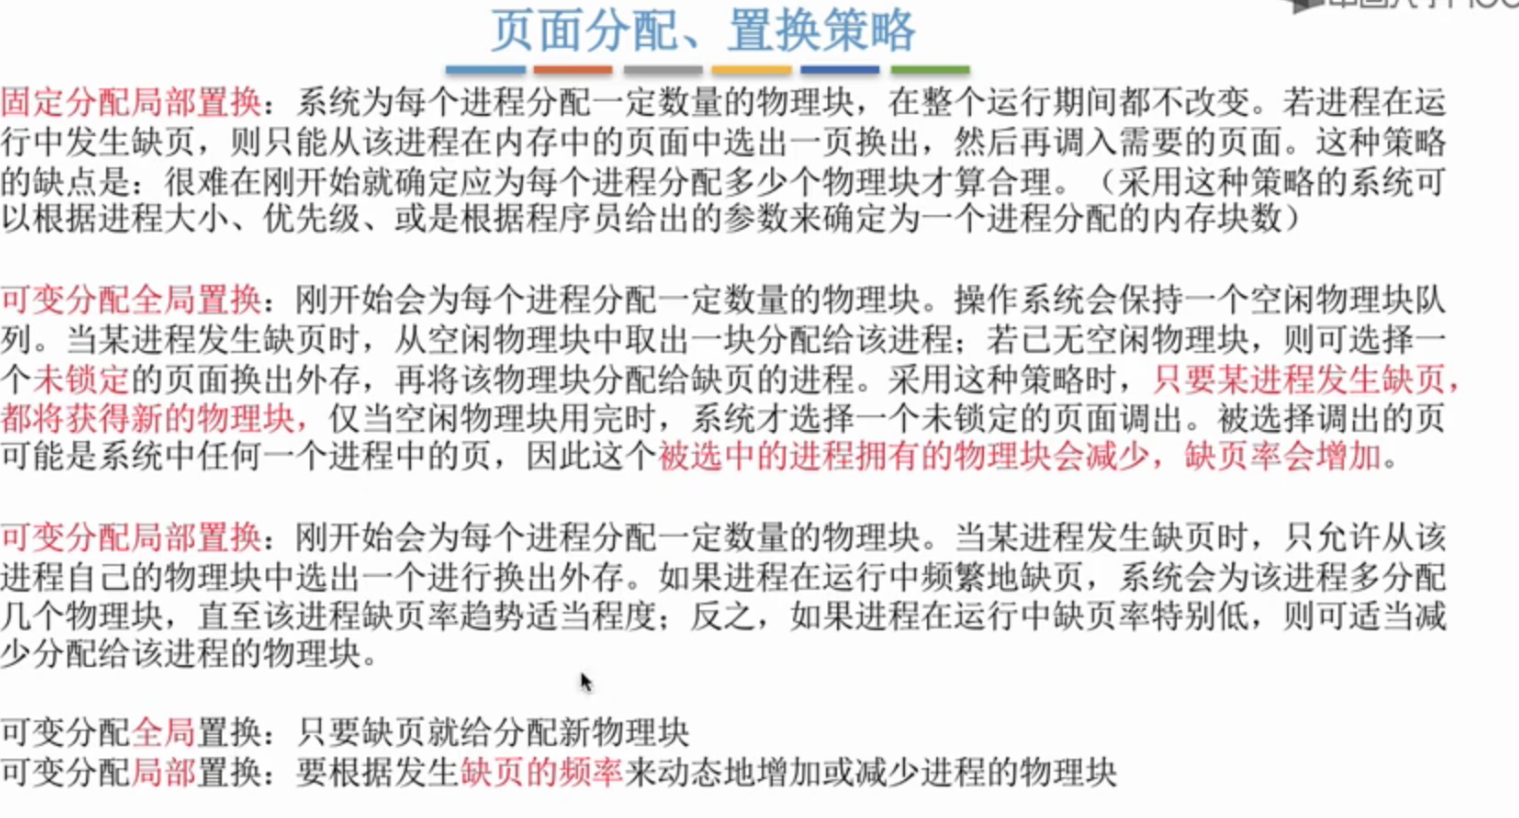 页面分配、置换策略
固定分配局部置换：系统为每个进程分配一定数量的物理块，在整个运行期间都不改变。若进程在运
行中发生缺页，则只能从该进程在内存中的页面中选出一页换出，然后再调入需要的页面。这种策略
的缺点是：很难在刚开始就确定应为每个进程分配多少个物理块才算合理。（采用这种策略的系统可
以根据进程大小、优先级、或是根据程序员给出的参数来确定为一个进程分配的内存块数）
可变分配全局置换：刚开始会为每个进程分配一定数量的物理块。操作系统会保持一个空闲物理块队
列。当某进程发生缺页时，从空闲物理块中取出一块分配给该进程；若已无空闲物理块，则可选择一
个未锁定的页面换出外存，再将该物理块分配给缺页的进程。采用这种策略时，只要某进程发生缺页，
都将获得新的物理块，仅当空闲物理块用完时，系统才选择一个未锁定的页面调出。被选择调出的页
可能是系统中任何一个进程中的页，因此这个被选中的进程拥有的物理块会减少，缺页率会增加。
可变分配局部置换：刚开始会为每个进程分配一定数量的物理块。当某进程发生缺页时，只允许从该
进程自己的物理块中选出一个进行换出外存。如果进程在运行中频繁地缺页，系统会为该进程多分配
几个物理块，直至该进程缺页率趋势适当程度；反之，如果进程在运行中缺页率特别低，则可适当减
少分配给该进程的物理块。
可变分配全局置换：只要缺页就给分配新物理块
可变分配局部置换：要根据发生缺页的频率来动态地增加或减少进程的物理块